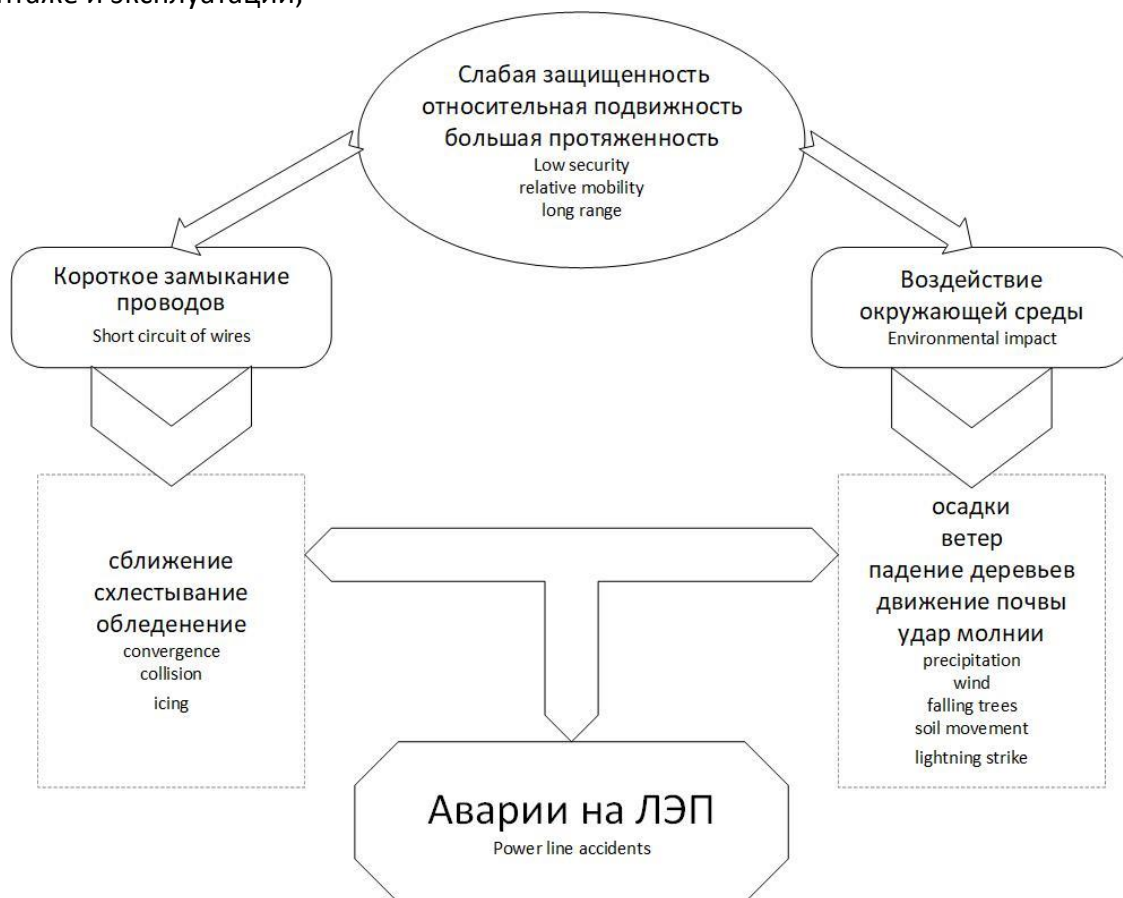 и эксплуатации,
Слабая защищенность
относительная подвижность
большая протяженность
Low security
relative mobility
long range
Короткое замыкание
проводов
Short circuit of wires
Воздействие
окружающей среды
Environmental impact
сближение
схлестывание
обледенение
convergence
collision
icing
осадки
ветер
падение деревьев
движение почвы
удар молнии
precipitation
wind
falling trees
soil movement
lightning strike
Аварии на ЛЭП
Power line accidents